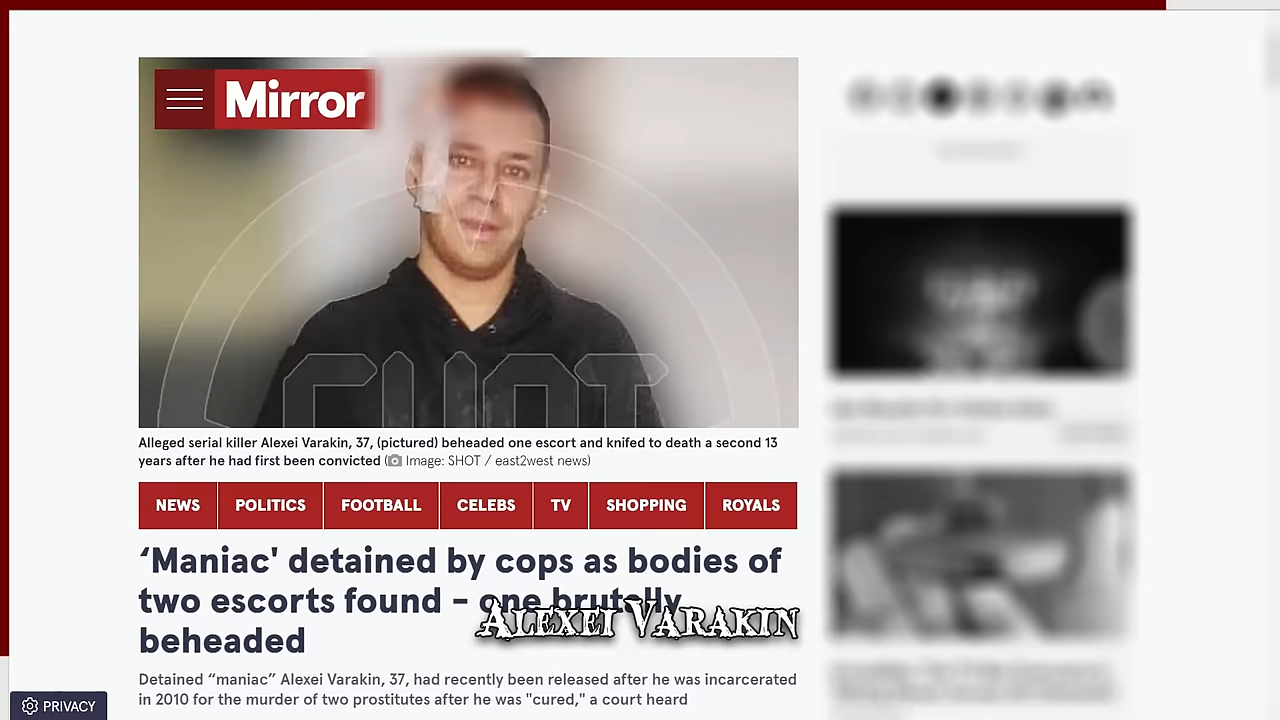 Mirror
SHOT
Alleged serial killer Alexei Varakin, 37, (pictured) beheaded one escort and knifed to death a second 13
years after he had first been convicted ( Image: SHOT / east2west news)
NEWS POLITICS FOOTBALL CELEBS TV SHOPPING ROYALS
‘Maniac' detained by cops as bodies of
two escorts found – one brutally
ALEXEI VARAKIN
beheaded
Detained “maniac” Alexei Varakin, 37, had recently been released after he was incarcerated
in 2010 for the murder of two prostitutes after he was "cured," a court heard
PRIVACY